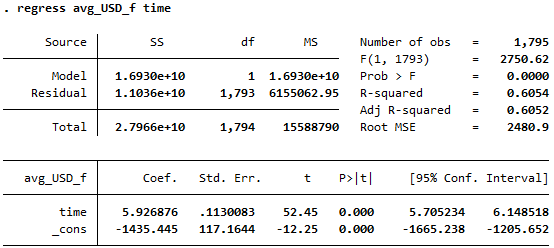 . regress avg_USD_f time
Source SS df MS Number of obs = 1,795
F(1, 1793) = 2750.62
Model 1.6930e+10 1 1.6930e+10 Prob > F = 0.0000
Residual 1.1036e+10 1,793 6155062.95 R-squared = 0.6054
Adj R-squared = 0.6052
Total 2.7966e+10 1,794 15588790 Root MSE = 2480.9
avg_USD_f Coef. Std. Err. t P>|t| [95% Conf. Interval]
time 5.926876 .1130083 52.45 0.000 5.705234 6.148518
_cons -1435.445 117.1644 -12.25 0.000 -1665.238 -1205.652